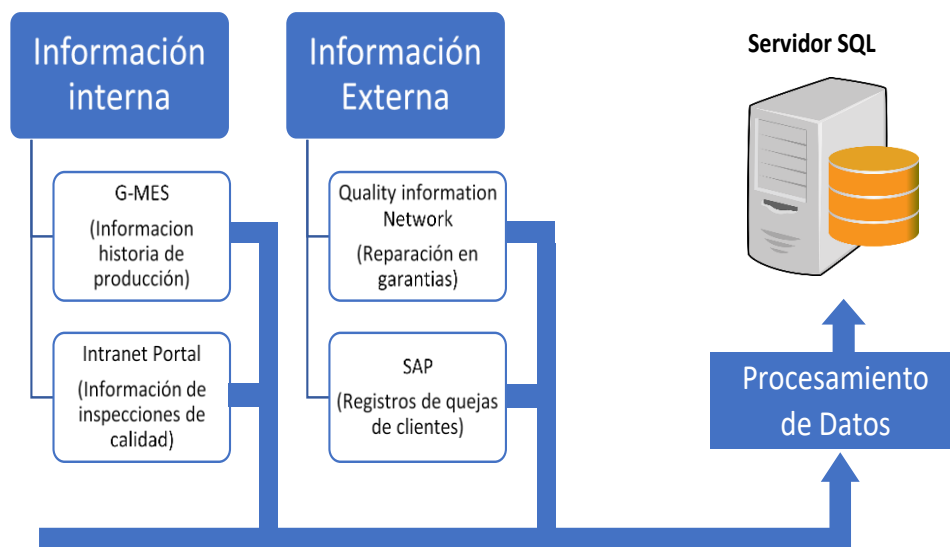 Información
interna
G-MES
(Informacion
historia de
producción)
Intranet Portal
(Información de
inspecciones de
calidad)
Información
Externa
Quality information
Network
(Reparación en
garantias)
SAP
(Registros de quejas
de clientes)
Servidor SQL
Procesamiento
de Datos